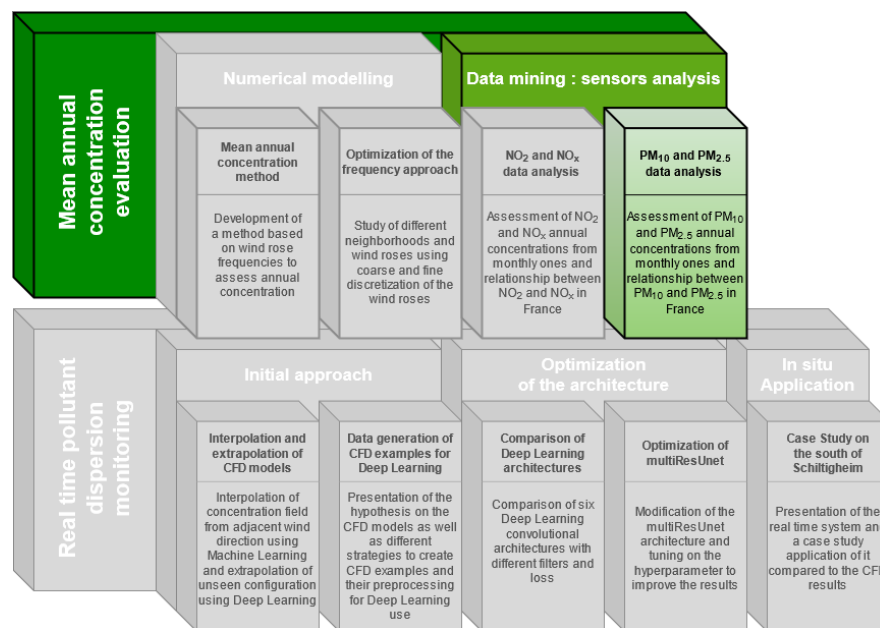 Mean annual
concentration
evaluation
Numerical modelling
Data mining : sensors analysis
Mean annual
concentration
method
Development of
a method based
on wind rose
frequencies to
assess annual
concentration
Optimization of the
frequency approach
Study of different
neighborhoods and
wind roses using
coarse and fine
discretization of the
wind roses
NO₂ and NOₓ
data analysis
Assessment of NO₂
and NOₓ annual
concentrations from
monthly ones and
relationship between
NO₂ and NOₓ in
France
PM₁₀ and PM₂.₅
data analysis
Assessment of PM₁₀
and PM₂.₅ annual
concentrations from
monthly ones and
relationship between
PM₁₀ and PM₂.₅ in
France
Real time pollutant
dispersion
monitoring
Initial approach
Optimization
of the architecture
In situ
Application
Interpolation and
extrapolation of
CFD models
Interpolation of
concentration field
from adjacent wind
direction using
Machine Learning and
extrapolation of
unseen configuration
using Deep Learning
Data generation of
CFD examples for
Deep Learning
Presentation of the
hypothesis on the
CFD models as well
as different
strategies to create
CFD examples and
their preprocessing
for Deep Learning
use
Comparison of
Deep Learning
architectures
Comparison of six
Deep Learning
convolutional
architectures with
different filters and
loss
Optimization of
multiResUnet
Modification of the
multiResUnet
architecture and
tuning on the
hyperparameter to
improve the results
Case Study on
the south of
Schiltigheim
Presentation of the
real time system and
a case study
application of it
compared to the CFD
results